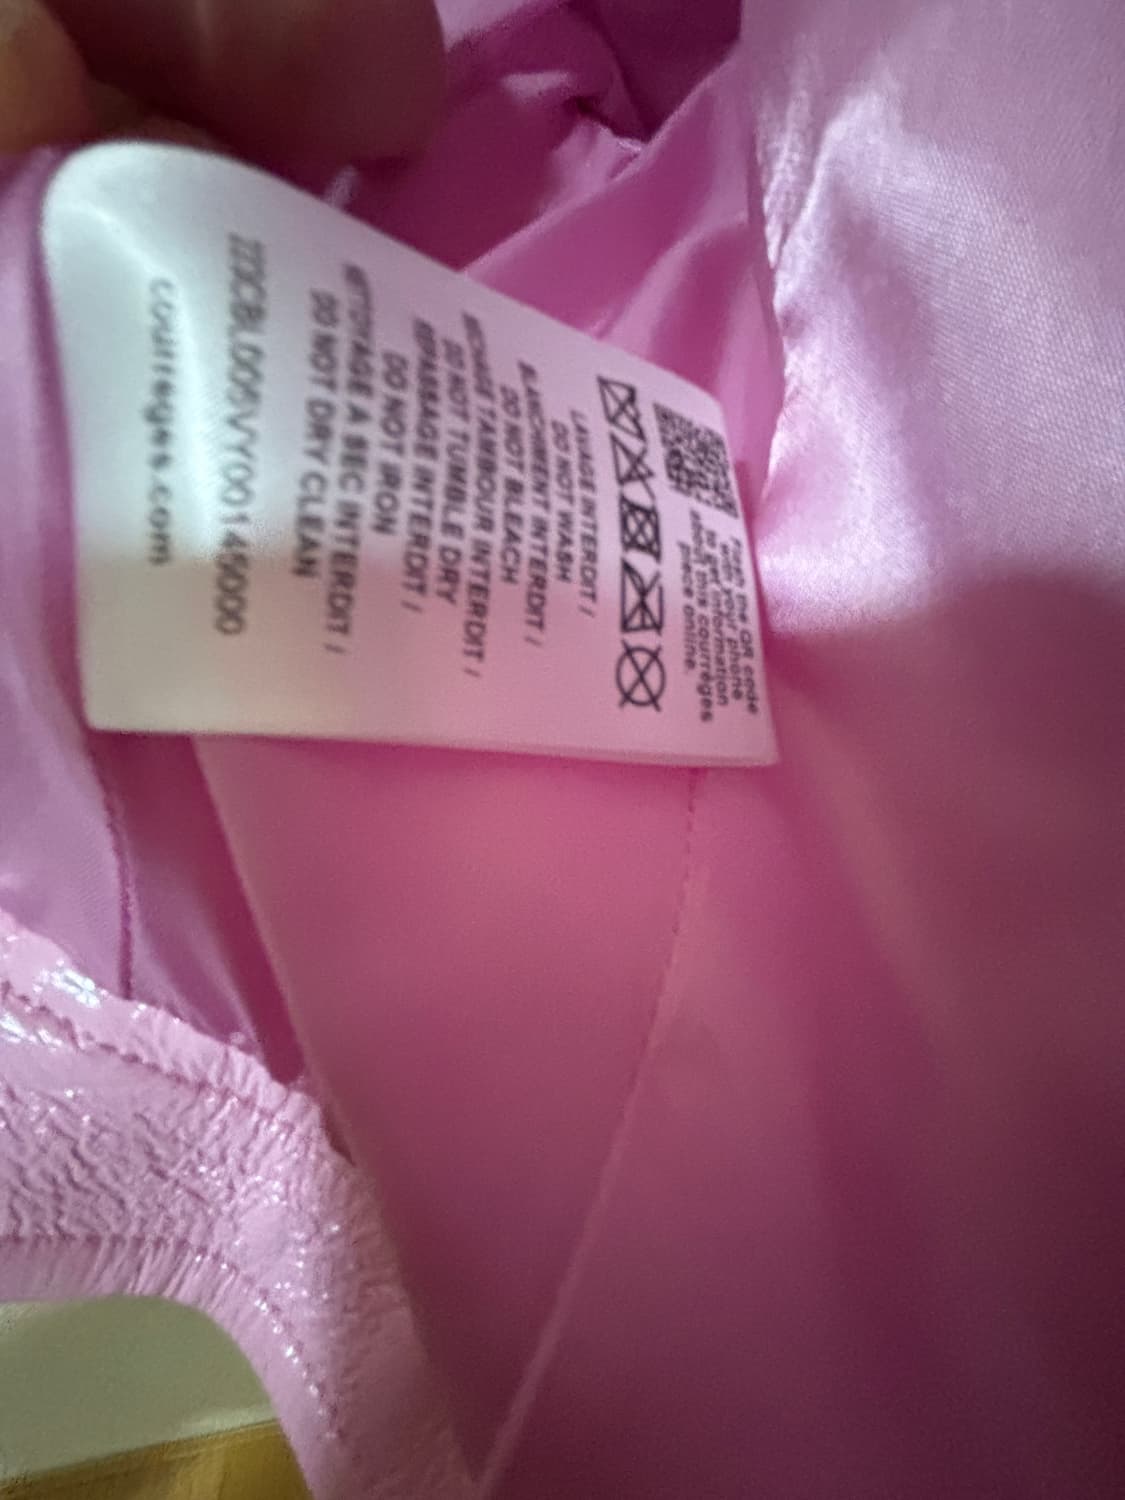 "Scan the QR code
with your phone
to get information
about this courrèges
piece online.
LAVAGE INTERDIT /
DO NOT WASH
BLANCHIMENT INTERDIT /
DO NOT BLEACH
SECHAGE TAMBOUR INTERDIT /
DO NOT TUMBLE DRY
REPASSAGE INTERDIT /
DO NOT IRON
NETTOYAGE A SEC INTERDIT /
DO NOT DRY CLEAN
courreges.com